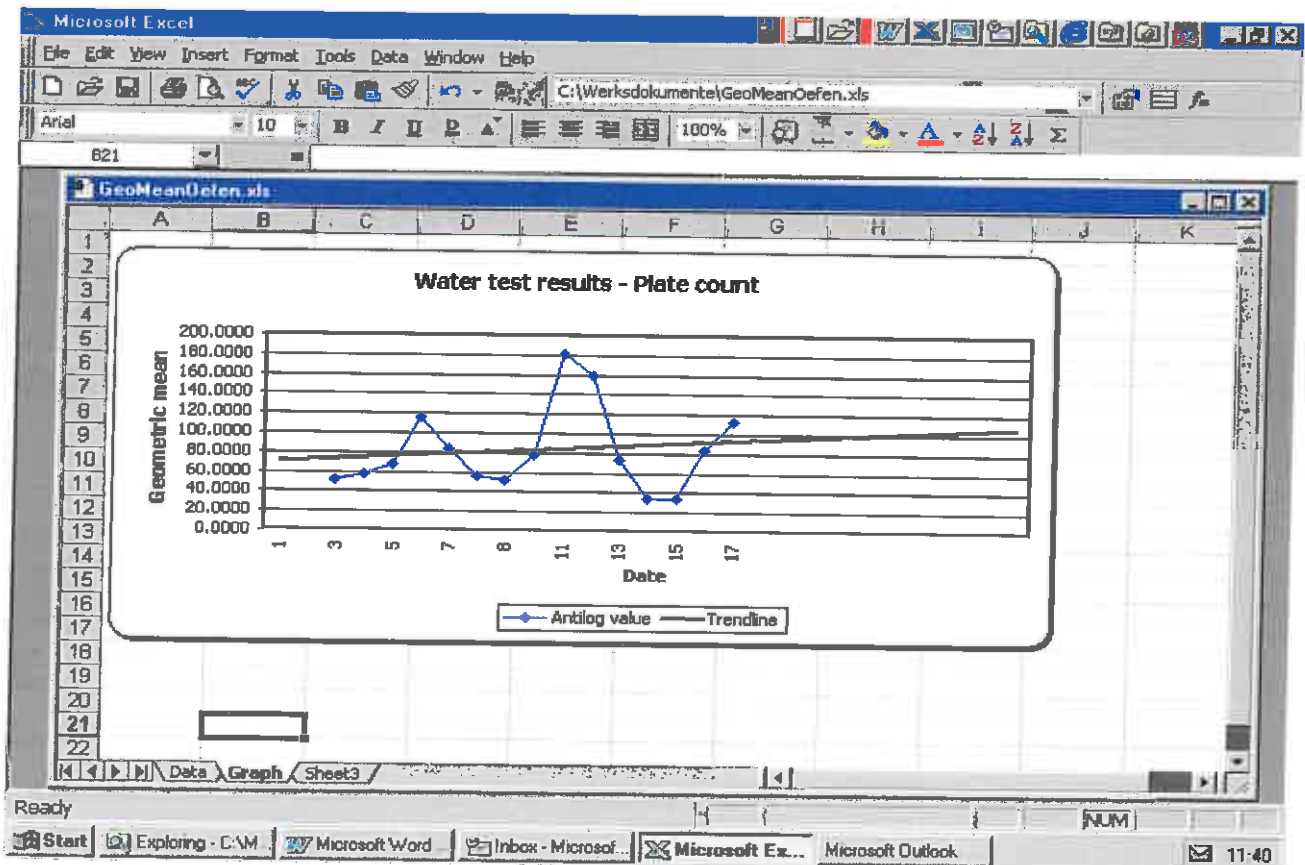 Microsoft Excel
File Edit View Insert Format Tools Data Window Help
C:\Werksdokumente\GeoMeanOefen.xls
Arial 10 B I U 100%
B21 =
GeoMeanOefen.xls
A B C D E F G H I J K
1
2
3
4
5
6
7
8
9
10
11
12
13
14
15
16
17
18
19
20
21
22
Water test results - Plate count
Geometric mean
200.0000
180.0000
160.0000
140.0000
120.0000
100.0000
80.0000
60.0000
40.0000
20.0000
0.0000
1 3 5 7 8 11 13 15 17
Date
Antilog value Trendline
Data Graph Sheet3
Ready NUM
Start Exploring - C:\M Microsoft Word Inbox - Microsof... Microsoft Ex... Microsoft Outlook 11:40